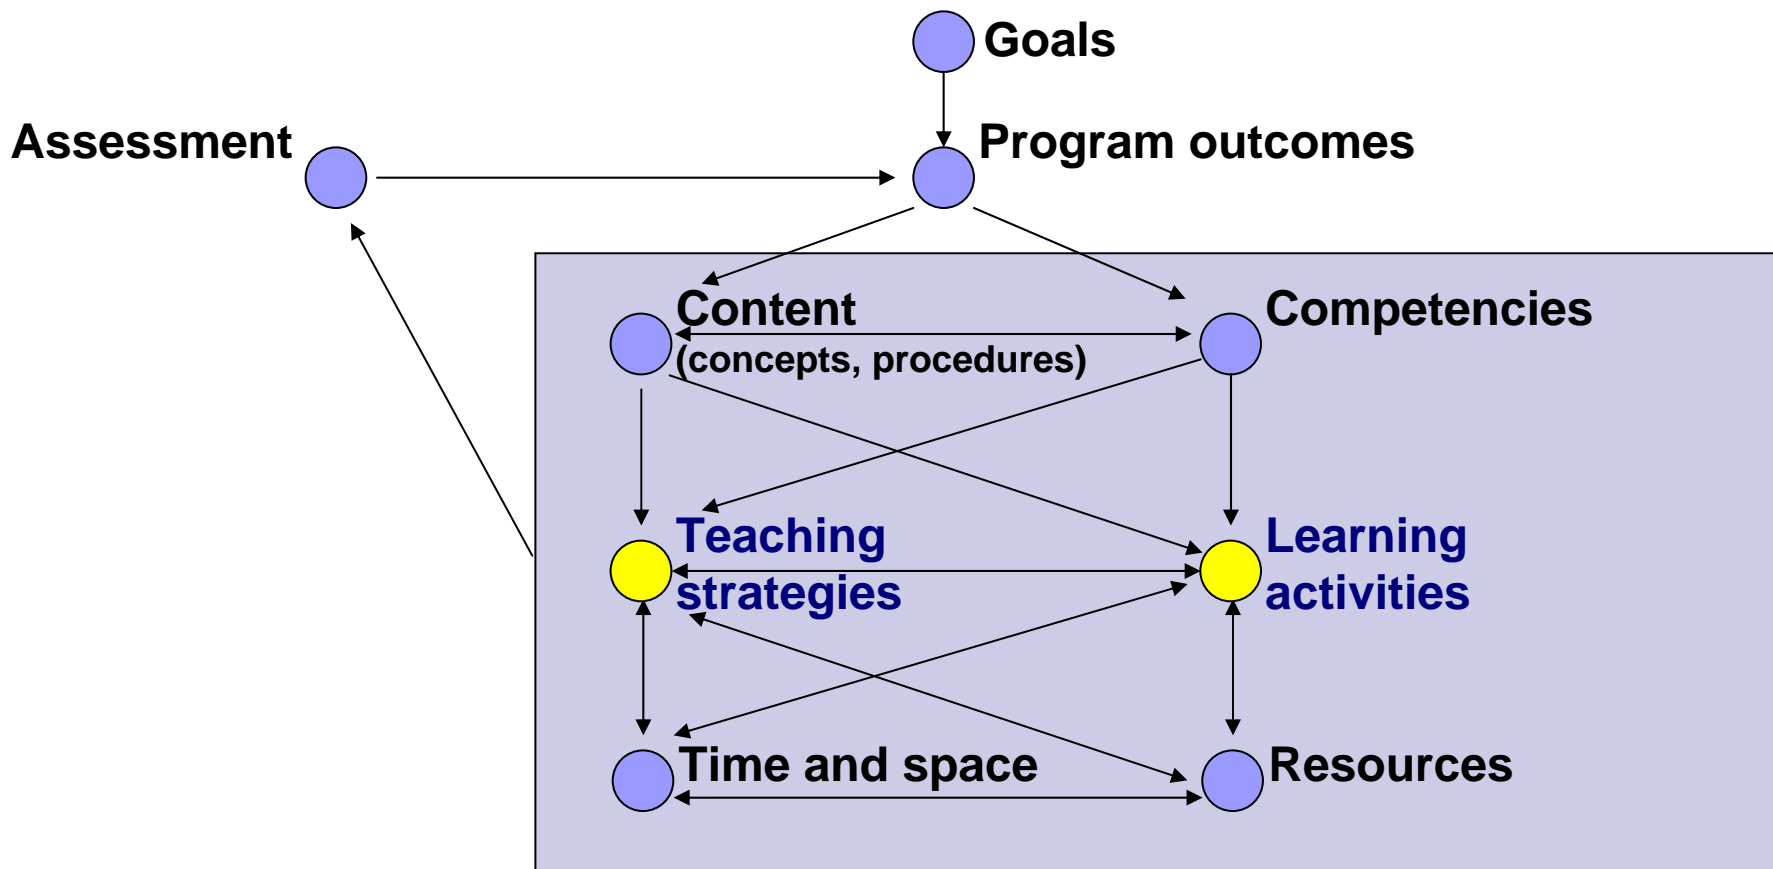 Goals
Assessment
Program outcomes
Content
(concepts, procedures)
Competencies
Teaching
strategies
Learning
activities
Time and space
Resources